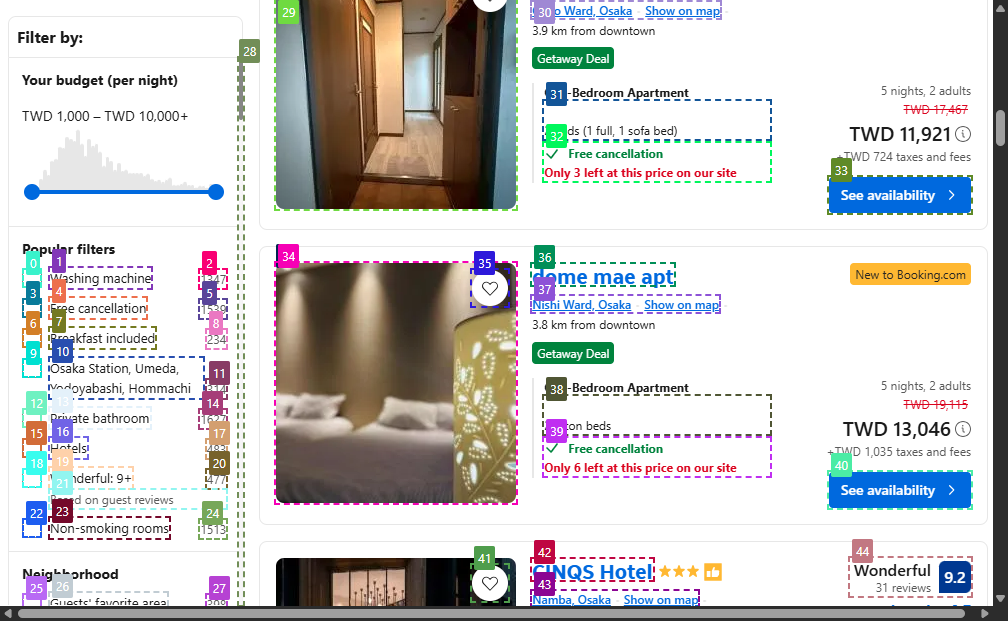 Filter by:
Your budget (per night)
TWD 1,000 – TWD 10,000+
28
Popular filters
0
1
2
Washing machine
1347
3
4
5
Free cancellation
1539
6
7
8
Breakfast included
234
9
10
Osaka Station, Umeda,
Yodoyabashi, Hommachi
11
314
12
13
14
Private bathroom
1627
15
16
17
Hotels
483
18
19
20
Wonderful: 9+
477
21
Based on guest reviews
22
23
24
Non-smoking rooms
1513
Neighborhood
25
26
27
Guests' favorite area
29
30
Ward, Osaka
Show on map
3.9 km from downtown
Getaway Deal
31
-Bedroom Apartment
32
(1 full, 1 sofa bed)
Free cancellation
Only 3 left at this price on our site
5 nights, 2 adults
TWD 17,467
TWD 11,921
+TWD 724 taxes and fees
33
See availability
34
35
36
dome mae apt
37
Nishi Ward, Osaka
Show on map
3.8 km from downtown
Getaway Deal
New to Booking.com
38
-Bedroom Apartment
39
beds
Free cancellation
Only 6 left at this price on our site
5 nights, 2 adults
TWD 19,115
TWD 13,046
+TWD 1,035 taxes and fees
40
See availability
41
42
CINQS Hotel
43
Namba, Osaka
Show on map
44
Wonderful
31 reviews
9.2